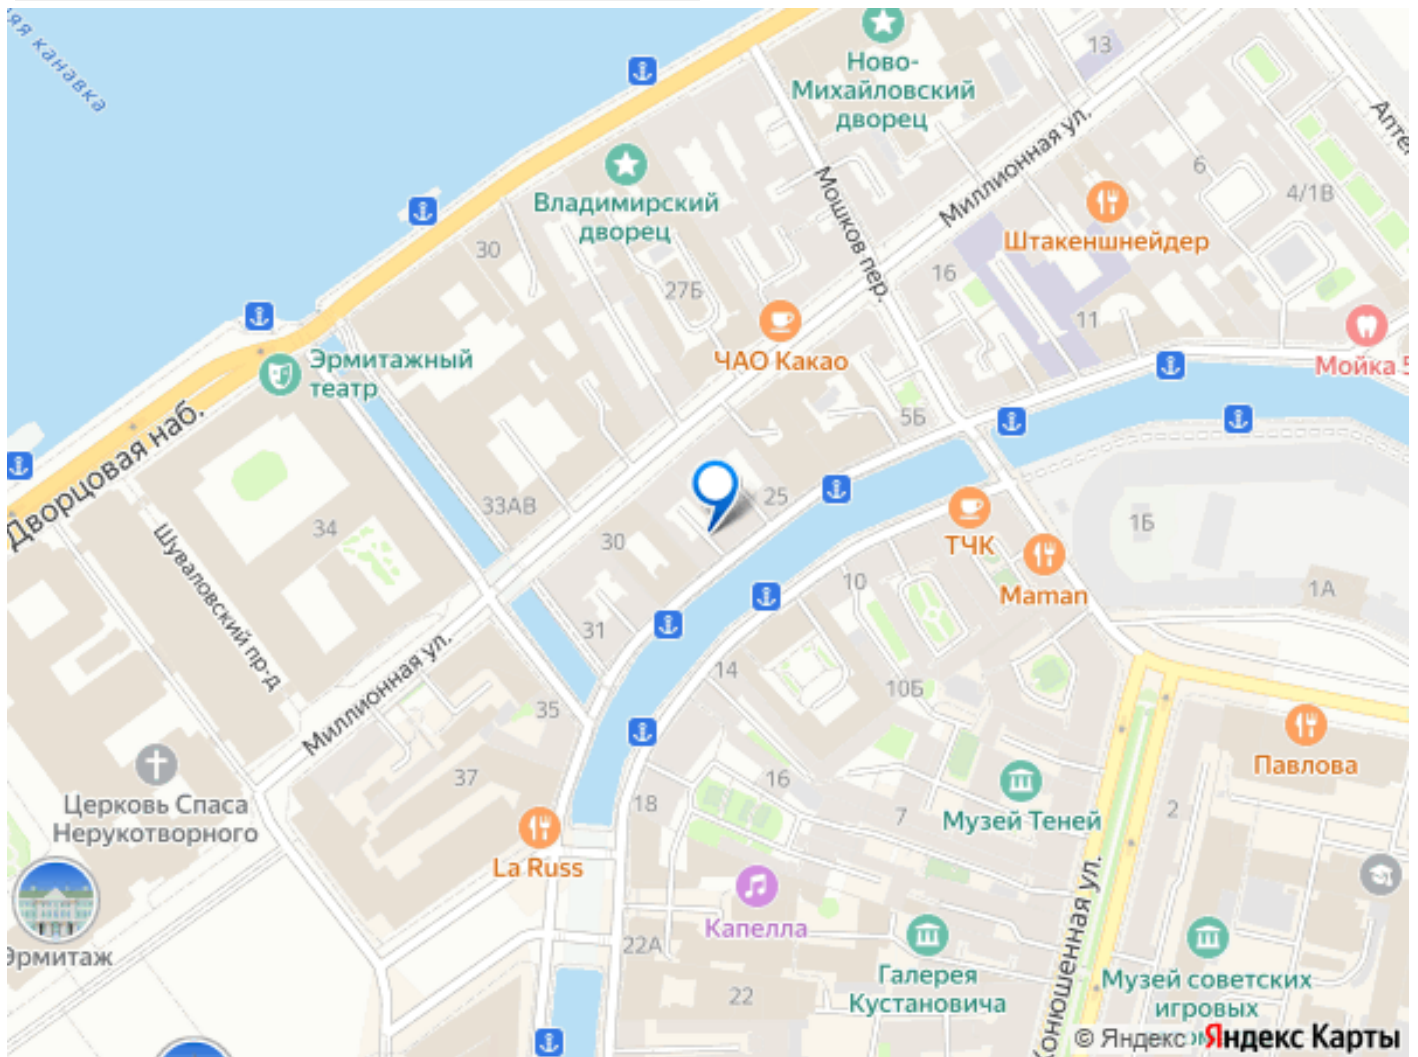 яя канавка
13
Ново-
Михайловский
дворец
Миллионная ул.
Апте
6
4/1В
Владимирский
дворец
Мошков пер.
Штакеншнейдер
30
27Б
16
11
ЧАО Какао
Мойка 5
Эрмитажный
театр
5Б
Дворцовая наб.
33АВ
25
34
30
ТЧК
1Б
Шуваловский пр-д
Maman
1А
10
31
Миллионная ул.
14
10Б
35
Павлова
Церковь Спаса
Нерукотворного
37
16
18
7
Музей Теней
2
La Russ
Капелла
Эрмитаж
22А
Галерея
Кустановича
22
Конюшенная ул.
Музей советских
игровых
© Яндекс Яндекс Карты